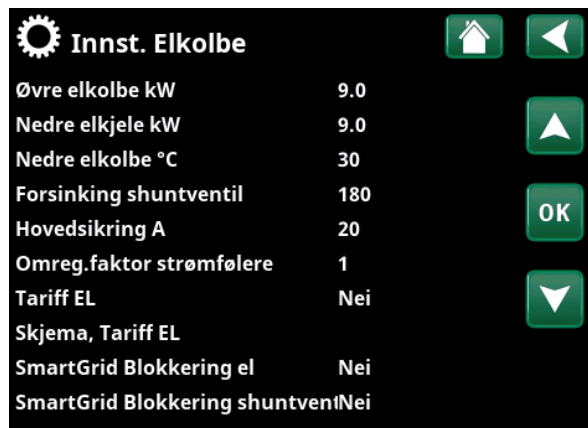 Innst. Elkolbe
Øvre elkolbe kW 9.0
Nedre elkjele kW 9.0
Nedre elkolbe °C 30
Forsinking shuntventil 180
OK
Hovedsikring A 20
Omreg.faktor strømfølere 1
Tariff EL Nei
Skjema, Tariff EL
SmartGrid Blokkering el Nei
SmartGrid Blokkering shuntvent Nei